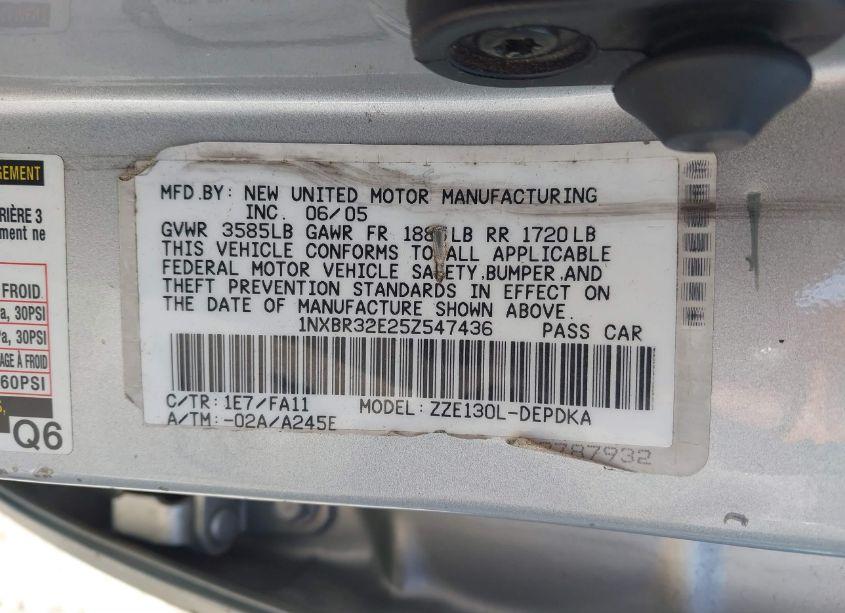 GEMENT
RIÈRE 3
ment ne
FROID
a, 30PSI
Pa, 30PSI
AGE À FROID
60PSI
Q6
MFD.BY: NEW UNITED MOTOR MANUFACTURING
INC. 06/05
GVWR 3585LB GAWR FR LB RR 1720LB
THIS VEHICLE CONFORMS TO ALL APPLICABLE
FEDERAL MOTOR VEHICLE SAFETY.BUMPER.AND
THEFT PREVENTION STANDARDS IN EFFECT ON
THE DATE OF MANUFACTURE SHOWN ABOVE.
1NXBR32E25Z547436 PASS CAR
C/TR: 1E7/FA11 MODEL: ZZE130L-DEPDKA
A/TM:-02A/A245E
787932